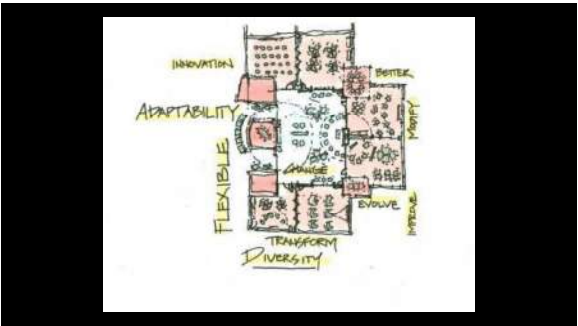 INNOVATION
BETTER
ADAPTABILITY
MODIFY
FLEXIBLE
CHANGE
EVOLVE
IMPROVE
TRANSFORM
DIVERSITY